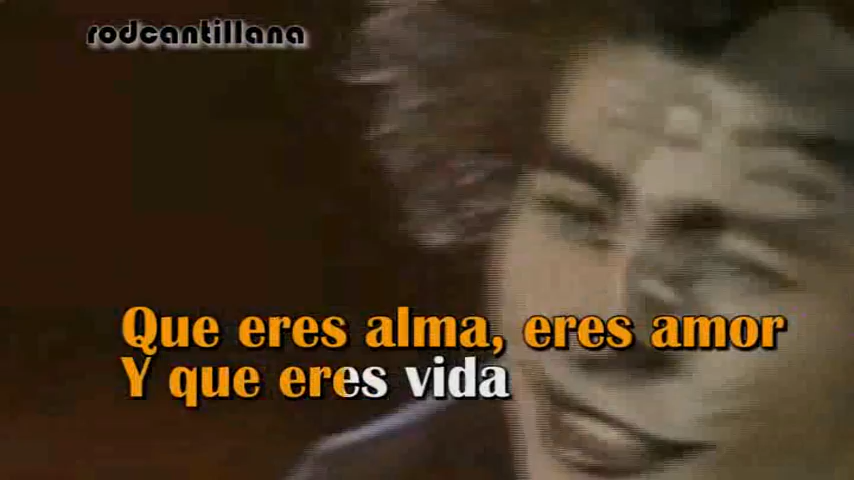 rodcantillana
Que eres alma, eres amor
Y que eres vida